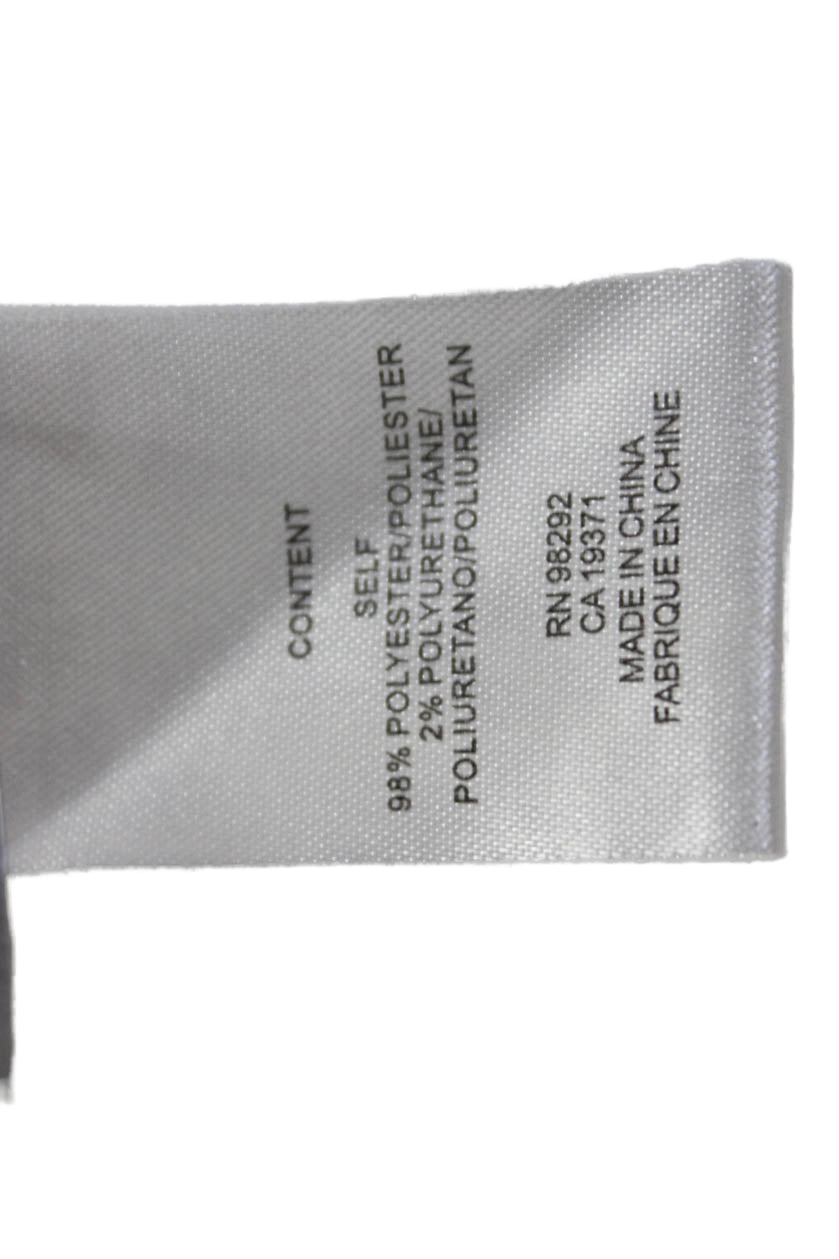 CONTENT
SELF
98% POLYESTER/POLIESTER
2% POLYURETHANE/
POLIURETANO/POLIURETAN
RN 98292
CA 19371
MADE IN CHINA
FABRIQUE EN CHINE